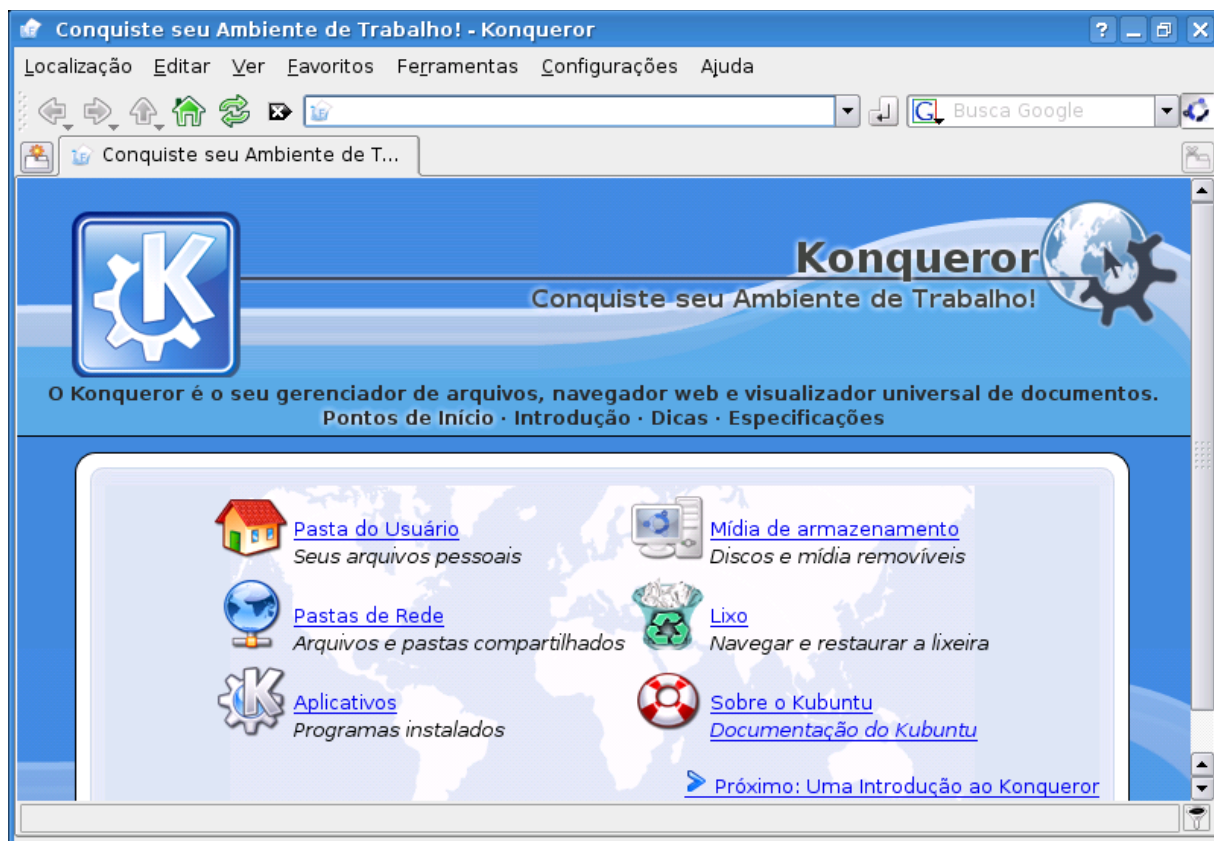 Conquiste seu Ambiente de Trabalho! - Konqueror
Localização Editar Ver Favoritos Ferramentas Configurações Ajuda
Busca Google
Conquiste seu Ambiente de T...
Konqueror
Conquiste seu Ambiente de Trabalho!
O Konqueror é o seu gerenciador de arquivos, navegador web e visualizador universal de documentos.
Pontos de Início · Introdução · Dicas · Especificações
Pasta do Usuário
Seus arquivos pessoais
Mídia de armazenamento
Discos e mídia removíveis
Pastas de Rede
Arquivos e pastas compartilhados
Lixo
Navegar e restaurar a lixeira
Aplicativos
Programas instalados
Sobre o Kubuntu
Documentação do Kubuntu
Próximo: Uma Introdução ao Konqueror